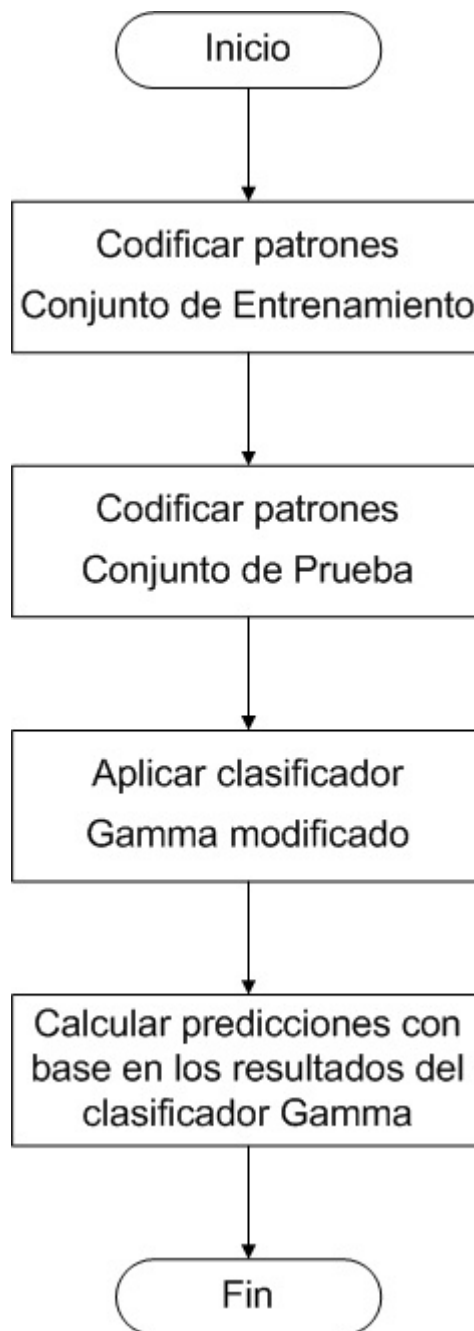 Inicio
Codificar patrones
Conjunto de Entrenamiento
Codificar patrones
Conjunto de Prueba
Aplicar clasificador
Gamma modificado
Calcular predicciones con
base en los resultados del
clasificador Gamma
Fin